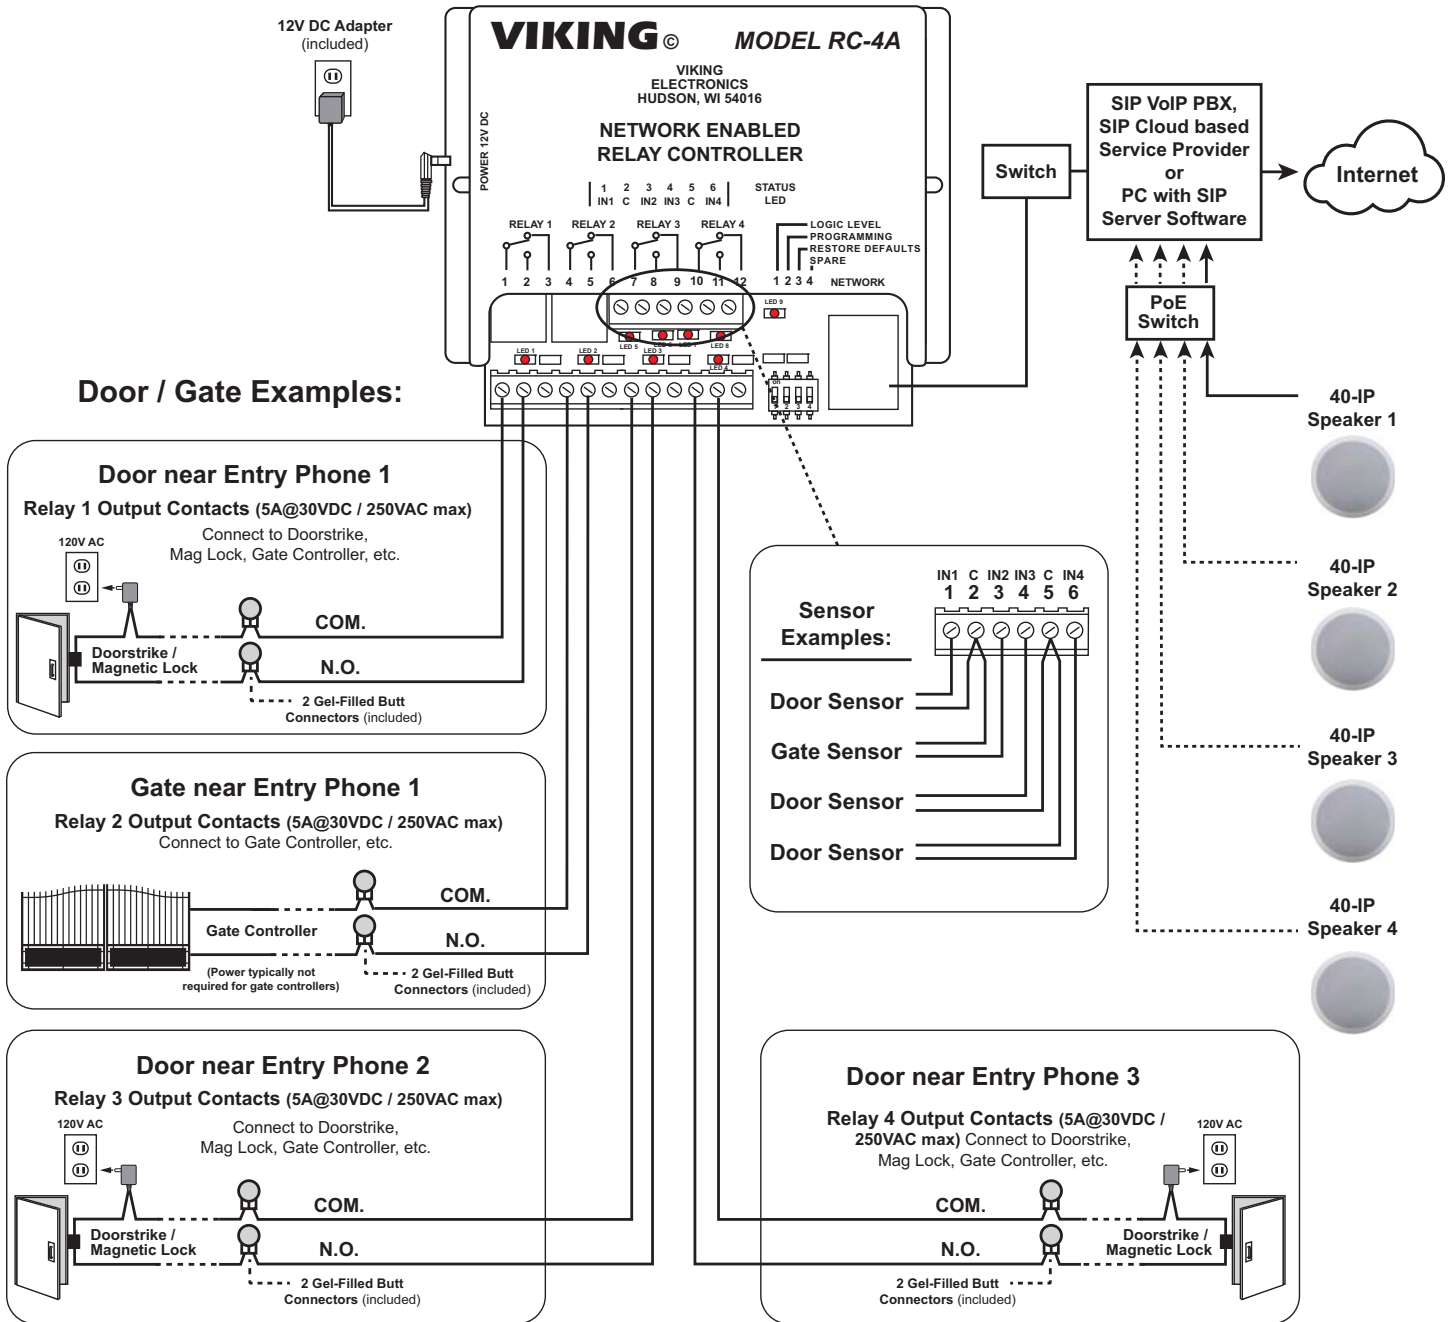 12V DC Adapter
(included)
VIKING © MODEL RC-4A
VIKING
ELECTRONICS
HUDSON, WI 54016
NETWORK ENABLED
RELAY CONTROLLER
POWER 12V DC
1 2 3 4 5 6
IN1 C IN2 IN3 C IN4
STATUS
LED
RELAY 1 RELAY 2 RELAY 3 RELAY 4
LOGIC LEVEL
PROGRAMMING
RESTORE DEFAULTS
SPARE
1 2 3 4 5 6 7 8 9 10 11 12
1 2 3 4
NETWORK
LED 9
LED 5
LED 8
LED 1
LED 2
LED 3
LED 4
on
1 2 3 4
Switch
SIP VoIP PBX,
SIP Cloud based
Service Provider
or
PC with SIP
Server Software
Internet
PoE
Switch
40-IP
Speaker 1
40-IP
Speaker 2
40-IP
Speaker 3
40-IP
Speaker 4
Door / Gate Examples:
Door near Entry Phone 1
Relay 1 Output Contacts (5A@30VDC / 250VAC max)
Connect to Doorstrike,
Mag Lock, Gate Controller, etc.
120V AC
COM.
Doorstrike /
Magnetic Lock
N.O.
2 Gel-Filled Butt
Connectors (included)
Gate near Entry Phone 1
Relay 2 Output Contacts (5A@30VDC / 250VAC max)
Connect to Gate Controller, etc.
COM.
Gate Controller
N.O.
(Power typically not
required for gate controllers)
2 Gel-Filled Butt
Connectors (included)
Door near Entry Phone 2
Relay 3 Output Contacts (5A@30VDC / 250VAC max)
Connect to Doorstrike,
Mag Lock, Gate Controller, etc.
120V AC
COM.
Doorstrike /
Magnetic Lock
N.O.
2 Gel-Filled Butt
Connectors (included)
Sensor
Examples:
IN1 C IN2 IN3 C IN4
1 2 3 4 5 6
Door Sensor
Gate Sensor
Door Sensor
Door Sensor
Door near Entry Phone 3
Relay 4 Output Contacts (5A@30VDC /
250VAC max) Connect to Doorstrike,
Mag Lock, Gate Controller, etc.
120V AC
COM.
Doorstrike /
Magnetic Lock
N.O.
2 Gel-Filled Butt
Connectors (included)